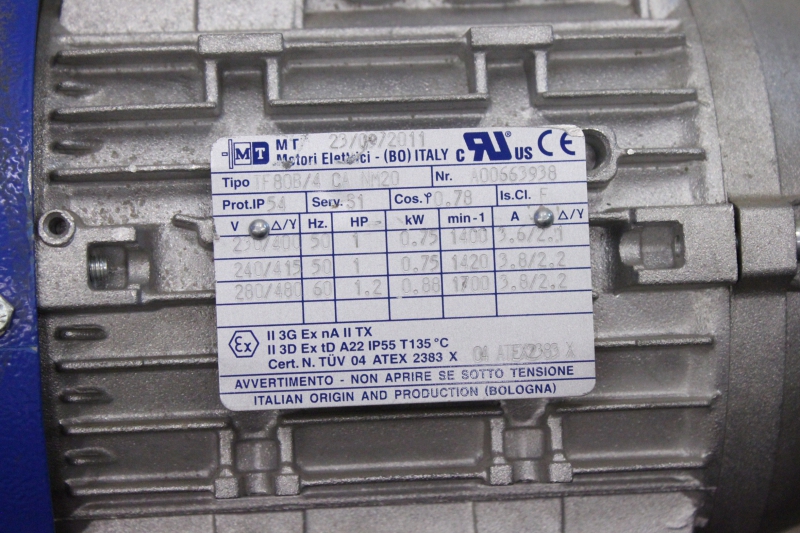 MT MT 23/09/2011
Motori Elettrici - (BO) ITALY c RU US CE
Tipo TF80B/4 CA NM20 Nr. A00663938
Prot.IP 54 Serv. S1 Cos.φ 0.78 Is.Cl. F
V Δ/Y Hz. HP kW min-1 A Δ/Y
230/400 50 1 0.75 1400 3.6/2.1
240/415 50 1 0.75 1420 3.8/2.2
280/480 60 1.2 0.88 1700 3.8/2.2
Ex II 3G Ex nA II TX
II 3D Ex tD A22 IP55 T135°C
Cert. N. TÜV 04 ATEX 2383 X 04 ATEX2383 X
AVVERTIMENTO - NON APRIRE SE SOTTO TENSIONE
ITALIAN ORIGIN AND PRODUCTION (BOLOGNA)